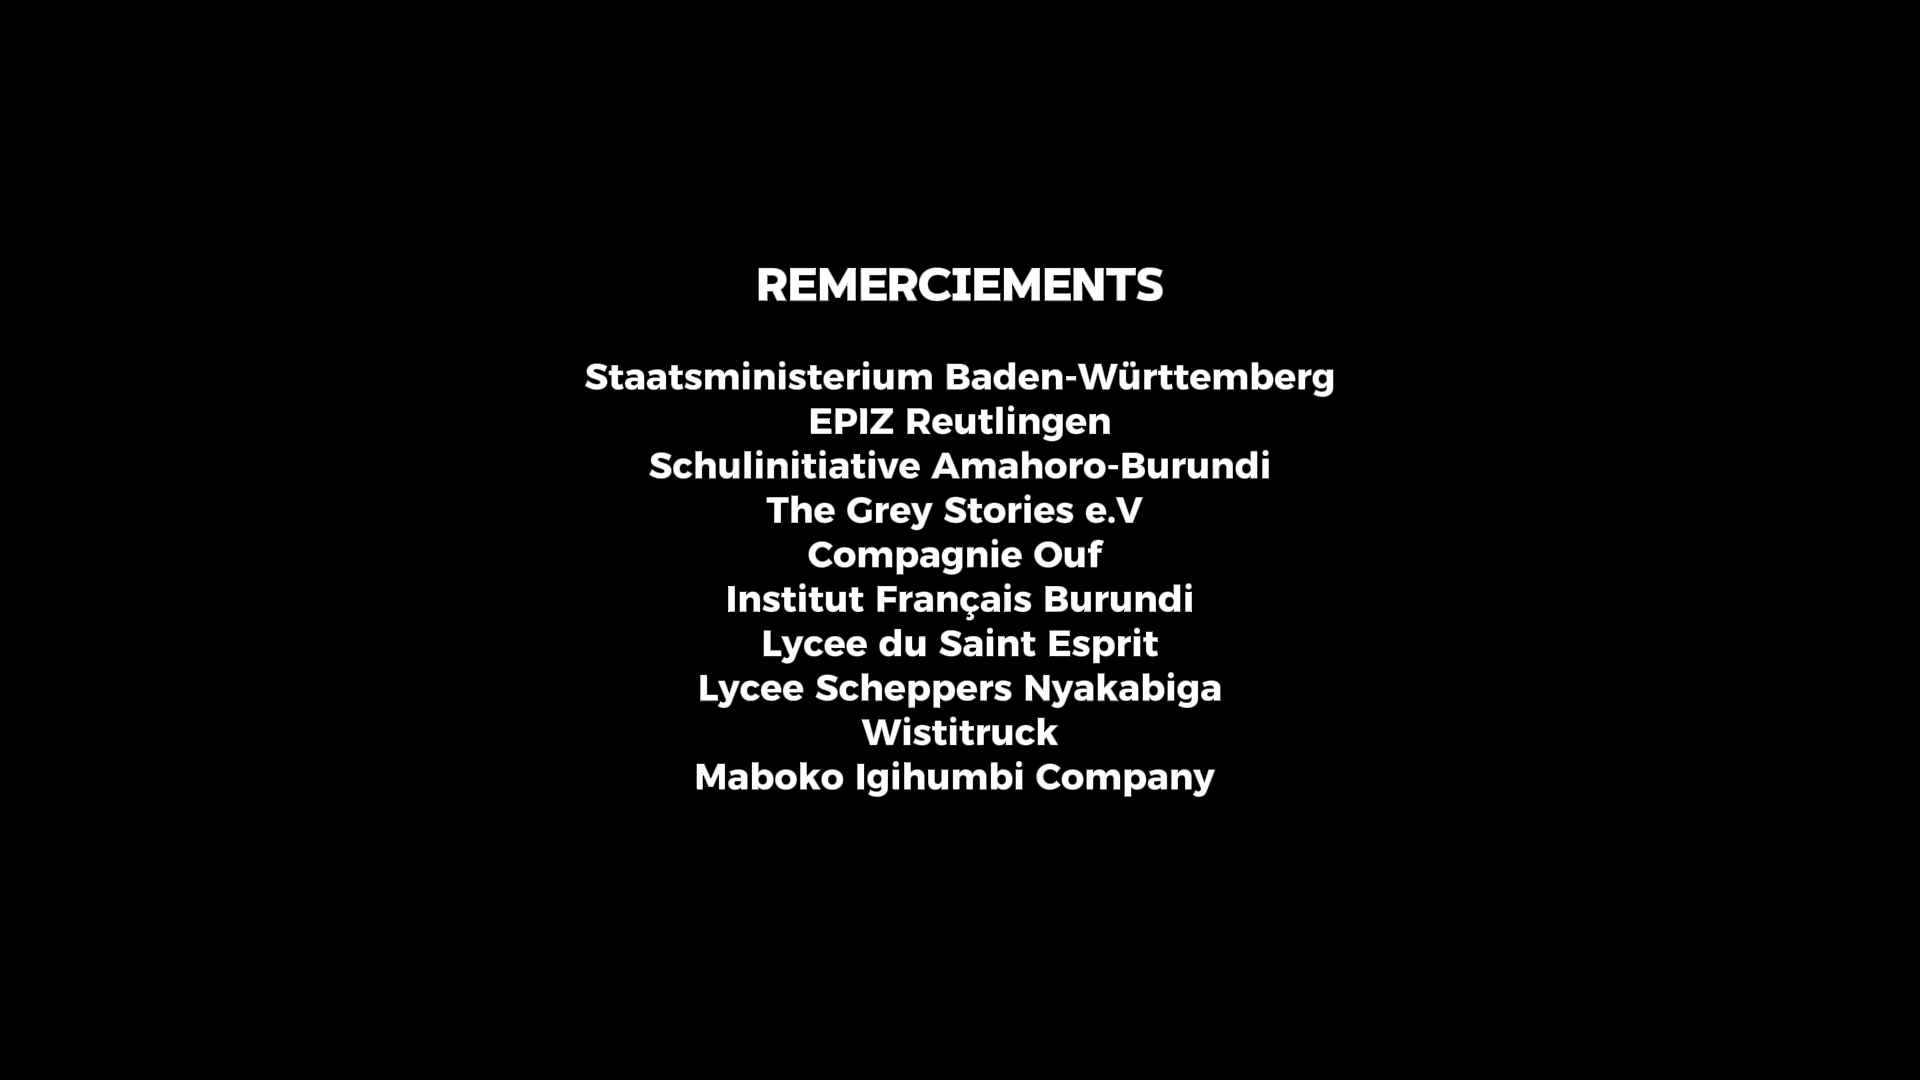 REMERCIEMENTS
Staatsministerium Baden-Württemberg
EPIZ Reutlingen
Schulinitiative Amahoro-Burundi
The Grey Stories e.V
Compagnie Ouf
Institut Français Burundi
Lycee du Saint Esprit
Lycee Scheppers Nyakabiga
Wistitruck
Maboko Igihumbi Company